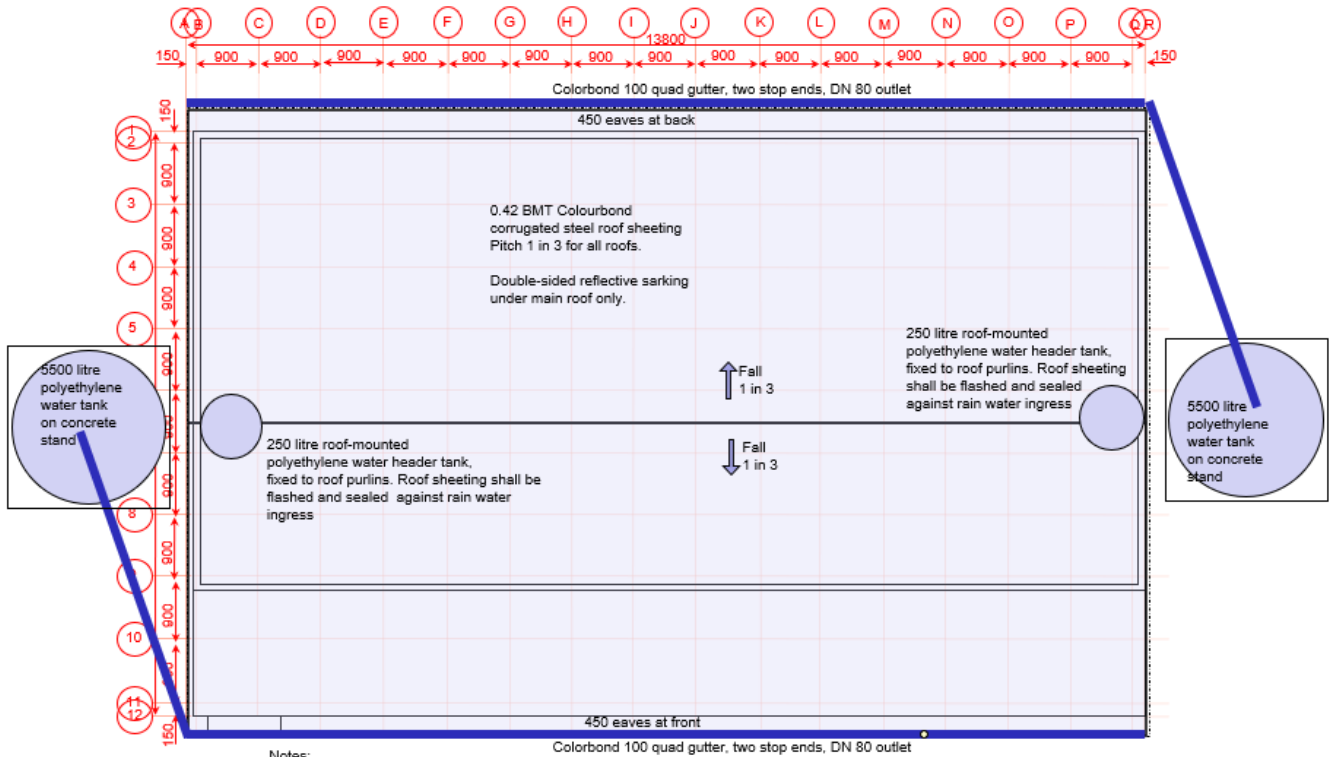 A B C D E F G H I J K L M N O P Q R
13800
150 900 900 900 900 900 900 900 900 900 900 900 900 900 900 900 150
Colorbond 100 quad gutter, two stop ends, DN 80 outlet
450 eaves at back
150
1
2
900
3
900
4
900
5
900
900
900
900
8
900
9
900
10
11
12
150
0.42 BMT Colourbond
corrugated steel roof sheeting
Pitch 1 in 3 for all roofs.
Double-sided reflective sarking
under main roof only.
250 litre roof-mounted
polyethylene water header tank,
fixed to roof purlins. Roof sheeting
shall be flashed and sealed
against rain water ingress
5500 litre
polyethylene
water tank
on concrete
stand
Fall
1 in 3
Fall
1 in 3
5500 litre
polyethylene
water tank
on concrete
stand
250 litre roof-mounted
polyethylene water header tank,
fixed to roof purlins. Roof sheeting shall be
flashed and sealed against rain water
ingress
450 eaves at front
Colorbond 100 quad gutter, two stop ends, DN 80 outlet
Notes: